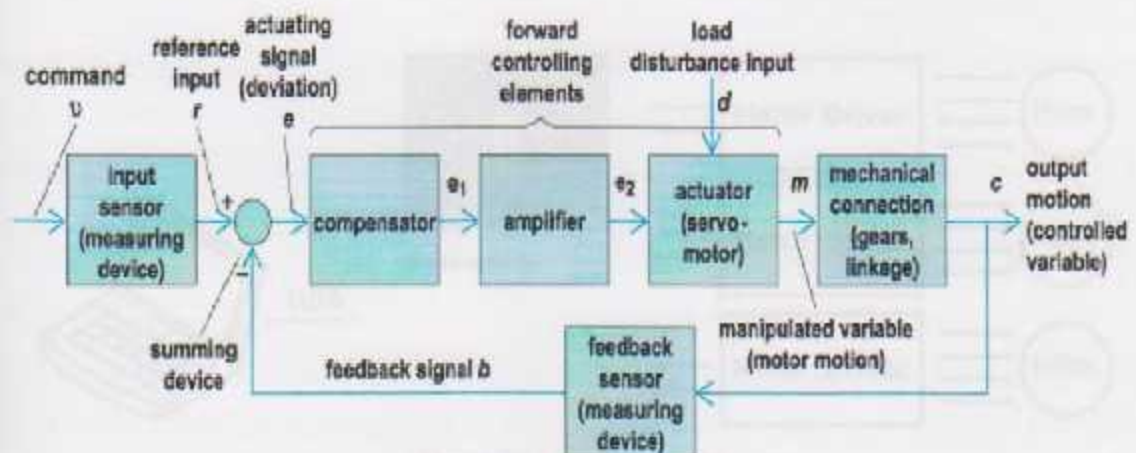 command
υ
reference
input
r
actuating
signal
(deviation)
e
forward
controlling
elements
load
disturbance input
d
input
sensor
(measuring
device)
+
−
compensator
e₁
amplifier
e₂
actuator
(servo-
motor)
m
mechanical
connection
(gears,
linkage)
c
output
motion
(controlled
variable)
summing
device
feedback signal b
feedback
sensor
(measuring
device)
manipulated variable
(motor motion)